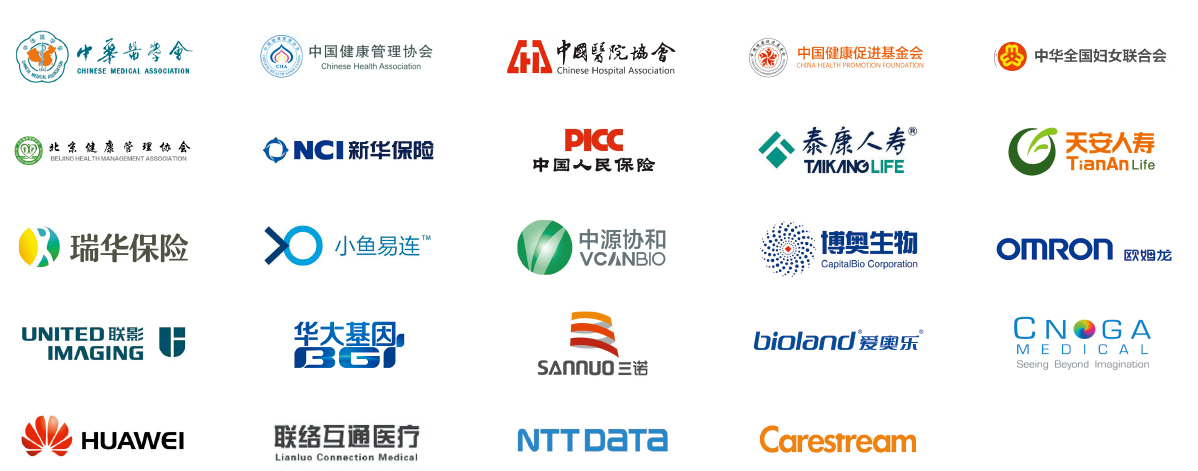 中華醫學會
CHINESE MEDICAL ASSOCIATION
中国健康管理协会
Chinese Health Association
CHA
中國醫院協會
Chinese Hospital Association
中国健康促进基金会
CHINA HEALTH PROMOTION FOUNDATION
中华全国妇女联合会
北京健康管理协会
BEIJING HEALTH MANAGEMENT ASSOCIATION
NCI 新华保险
PICC
中国人民保险
泰康人寿®
TAIKANG LIFE
天安人寿
TianAn Life
瑞华保险
小鱼易连™
中源协和
VCANBIO
博奥生物
CapitalBio Corporation
OMRON 欧姆龙
UNITED 联影
IMAGING
华大基因
BGI
SANNUO 三诺
bioland® 爱奥乐®
CNOGA
MEDICAL
Seeing Beyond Imagination
HUAWEI
联络互通医疗
Lianluo Connection Medical
NTT DATA
Carestream